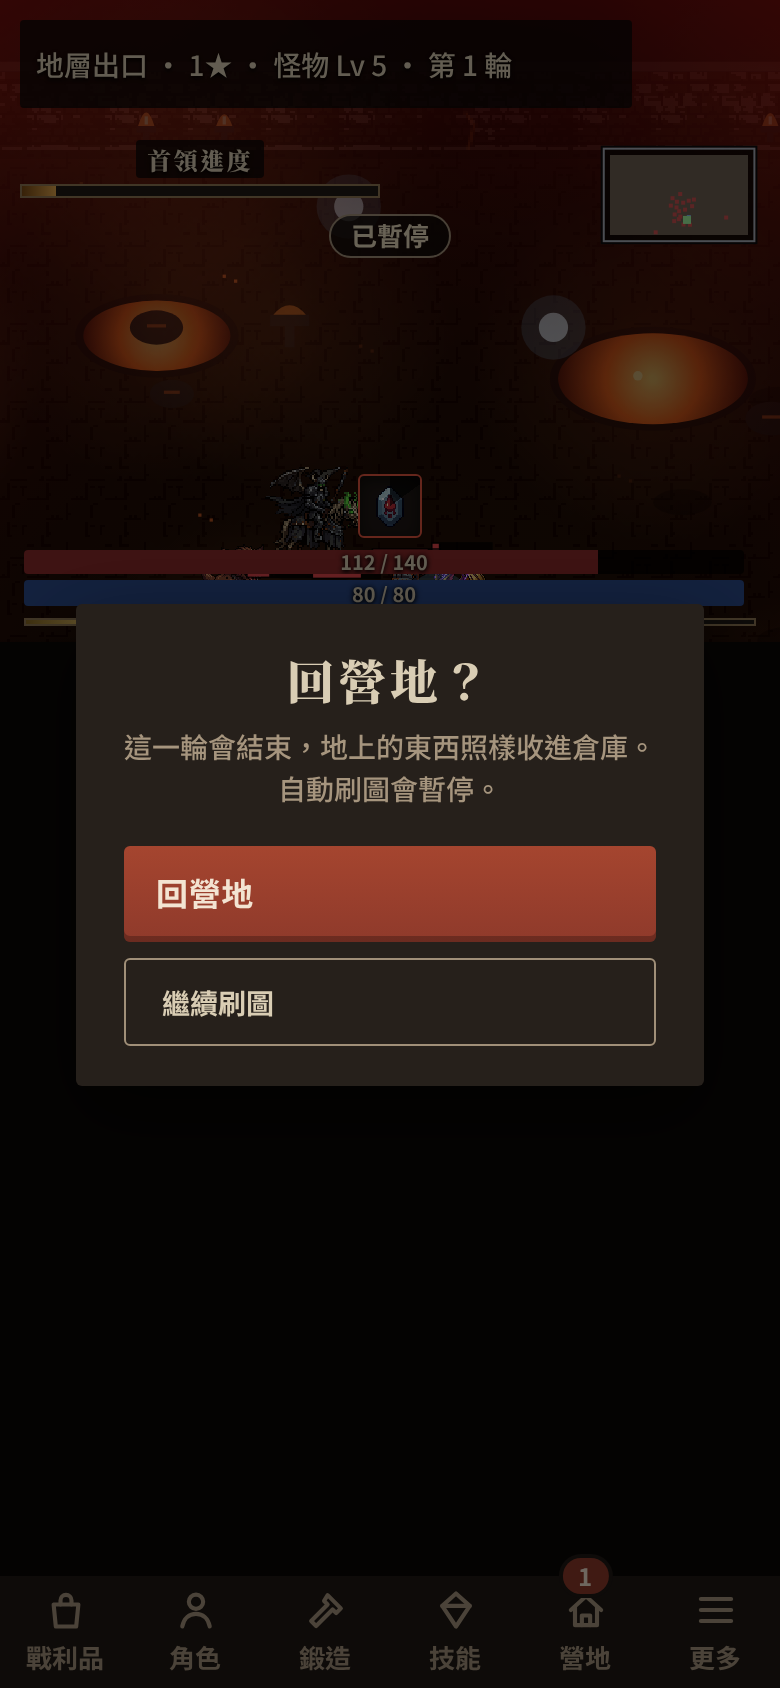 地層出口 • 1★ • 怪物 Lv 5 • 第 1 輪
首領進度
已暫停
112 / 140
80 / 80
回營地？
這一輪會結束，地上的東西照樣收進倉庫。
自動刷圖會暫停。
回營地
繼續刷圖
1
戰利品
角色
鍛造
技能
營地
更多